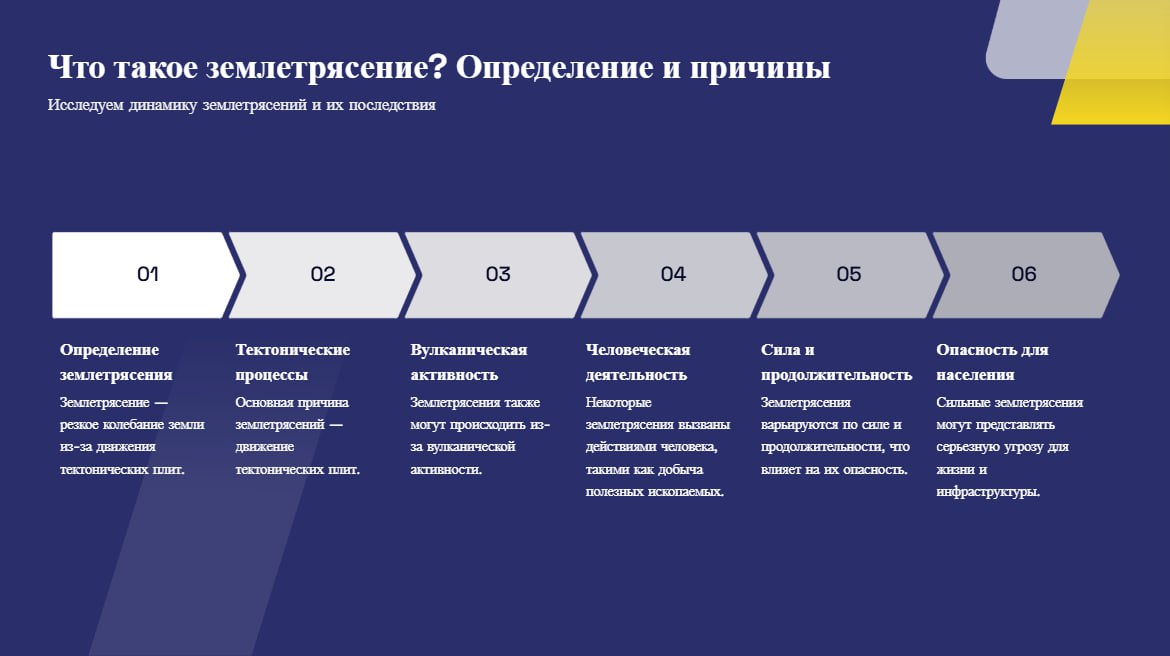 Что такое землетрясение? Определение и причины
Исследуем динамику землетрясений и их последствия
01
02
03
04
05
06
Определение
землетрясения
Землетрясение —
резкое колебание земли
из-за движения
тектонических плит.
Тектонические
процессы
Основная причина
землетрясений —
движение
тектонических плит.
Вулканическая
активность
Землетрясения также
могут происходить из-
за вулканической
активности.
Человеческая
деятельность
Некоторые
землетрясения вызваны
действиями человека,
такими как добыча
полезных ископаемых.
Сила и
продолжительность
Землетрясения
варьируются по силе и
продолжительности, что
влияет на их опасность.
Опасность для
населения
Сильные землетрясения
могут представлять
серьезную угрозу для
жизни и
инфраструктуры.